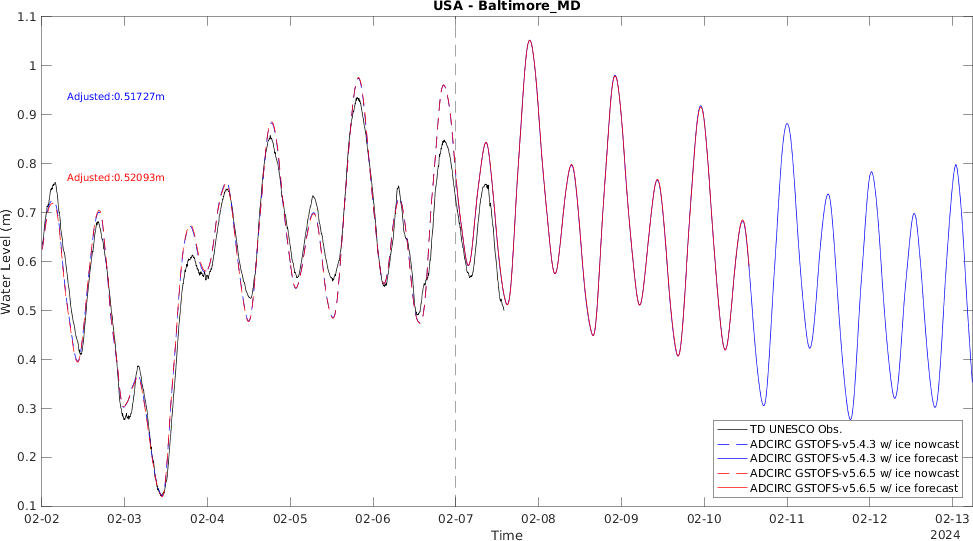 USA - Baltimore_MD
1.1
1
0.9
0.8
0.7
0.6
0.5
0.4
0.3
0.2
0.1
Water Level (m)
Adjusted:0.51727m
Adjusted:0.52093m
TD UNESCO Obs.
ADCIRC GSTOFS-v5.4.3 w/ ice nowcast
ADCIRC GSTOFS-v5.4.3 w/ ice forecast
ADCIRC GSTOFS-v5.6.5 w/ ice nowcast
ADCIRC GSTOFS-v5.6.5 w/ ice forecast
02-02 02-03 02-04 02-05 02-06 02-07 02-08 02-09 02-10 02-11 02-12 02-13
Time
2024